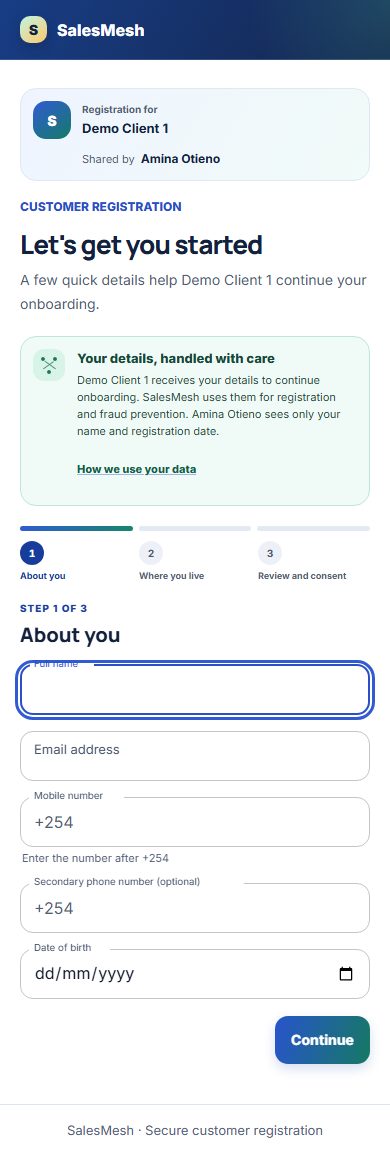 S SalesMesh
S
Registration for
Demo Client 1
Shared by Amina Otieno
CUSTOMER REGISTRATION
Let's get you started
A few quick details help Demo Client 1 continue your
onboarding.
Your details, handled with care
Demo Client 1 receives your details to continue
onboarding. SalesMesh uses them for registration
and fraud prevention. Amina Otieno sees only your
name and registration date.
How we use your data
1 2 3
About you Where you live Review and consent
STEP 1 OF 3
About you
Full name
Email address
Mobile number
+254
Enter the number after +254
Secondary phone number (optional)
+254
Date of birth
dd/mm/yyyy
Continue
SalesMesh · Secure customer registration